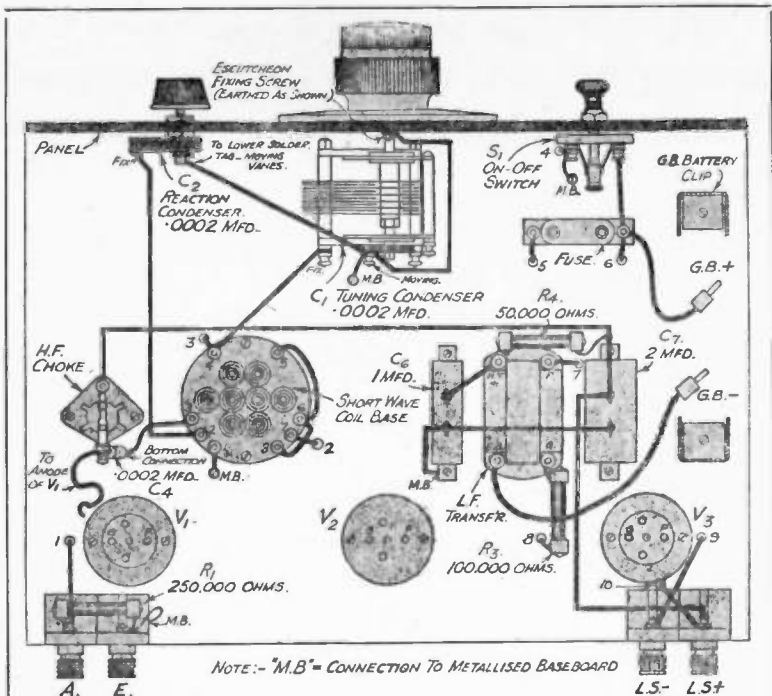 ESCUTCHEON
FIXING SCREW
(EARTHED AS SHOWN)
PANEL
FIX.
TO LOWER SOLDER.
TAG - MOVING
VANES.
C2
REACTION
CONDENSER.
.0002 MFD.
S1
ON-OFF
SWITCH
4
M.B.
G.B. BATTERY
CLIP
FUSE.
5
6
G.B.+
FIX.
M.B.
MOVING.
C1 TUNING CONDENSER
.0002 MFD.
R4.
50,000 OHMS.
3
H.F.
CHOKE.
C6
1 MFD.
7
C7
2 MFD.
SHORT WAVE
COIL BASE
G.B.-
TO
ANODE
OF V1
BOTTOM
CONNECTION
.0002 MFD.
C4
M.B.
3
2
M.B.
L.F.
TRANSFR.
V1
V2
V3
1
8
9
R3
100,000 OHMS.
R1
250,000 OHMS.
M.B.
10
NOTE:- "M.B" = CONNECTION TO METALLISED BASEBOARD
A.
E.
L.S.-
L.S+